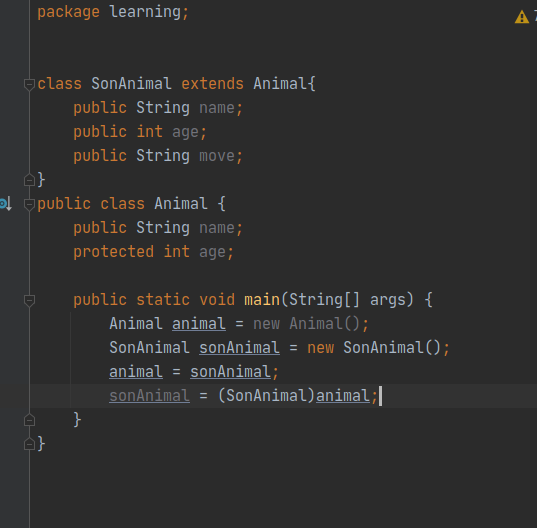 package learning;
7
class SonAnimal extends Animal{
    public String name;
    public int age;
    public String move;
}
public class Animal {
    public String name;
    protected int age;
    public static void main(String[] args) {
        Animal animal = new Animal();
        SonAnimal sonAnimal = new SonAnimal();
        animal = sonAnimal;
        sonAnimal = (SonAnimal)animal;
    }
}